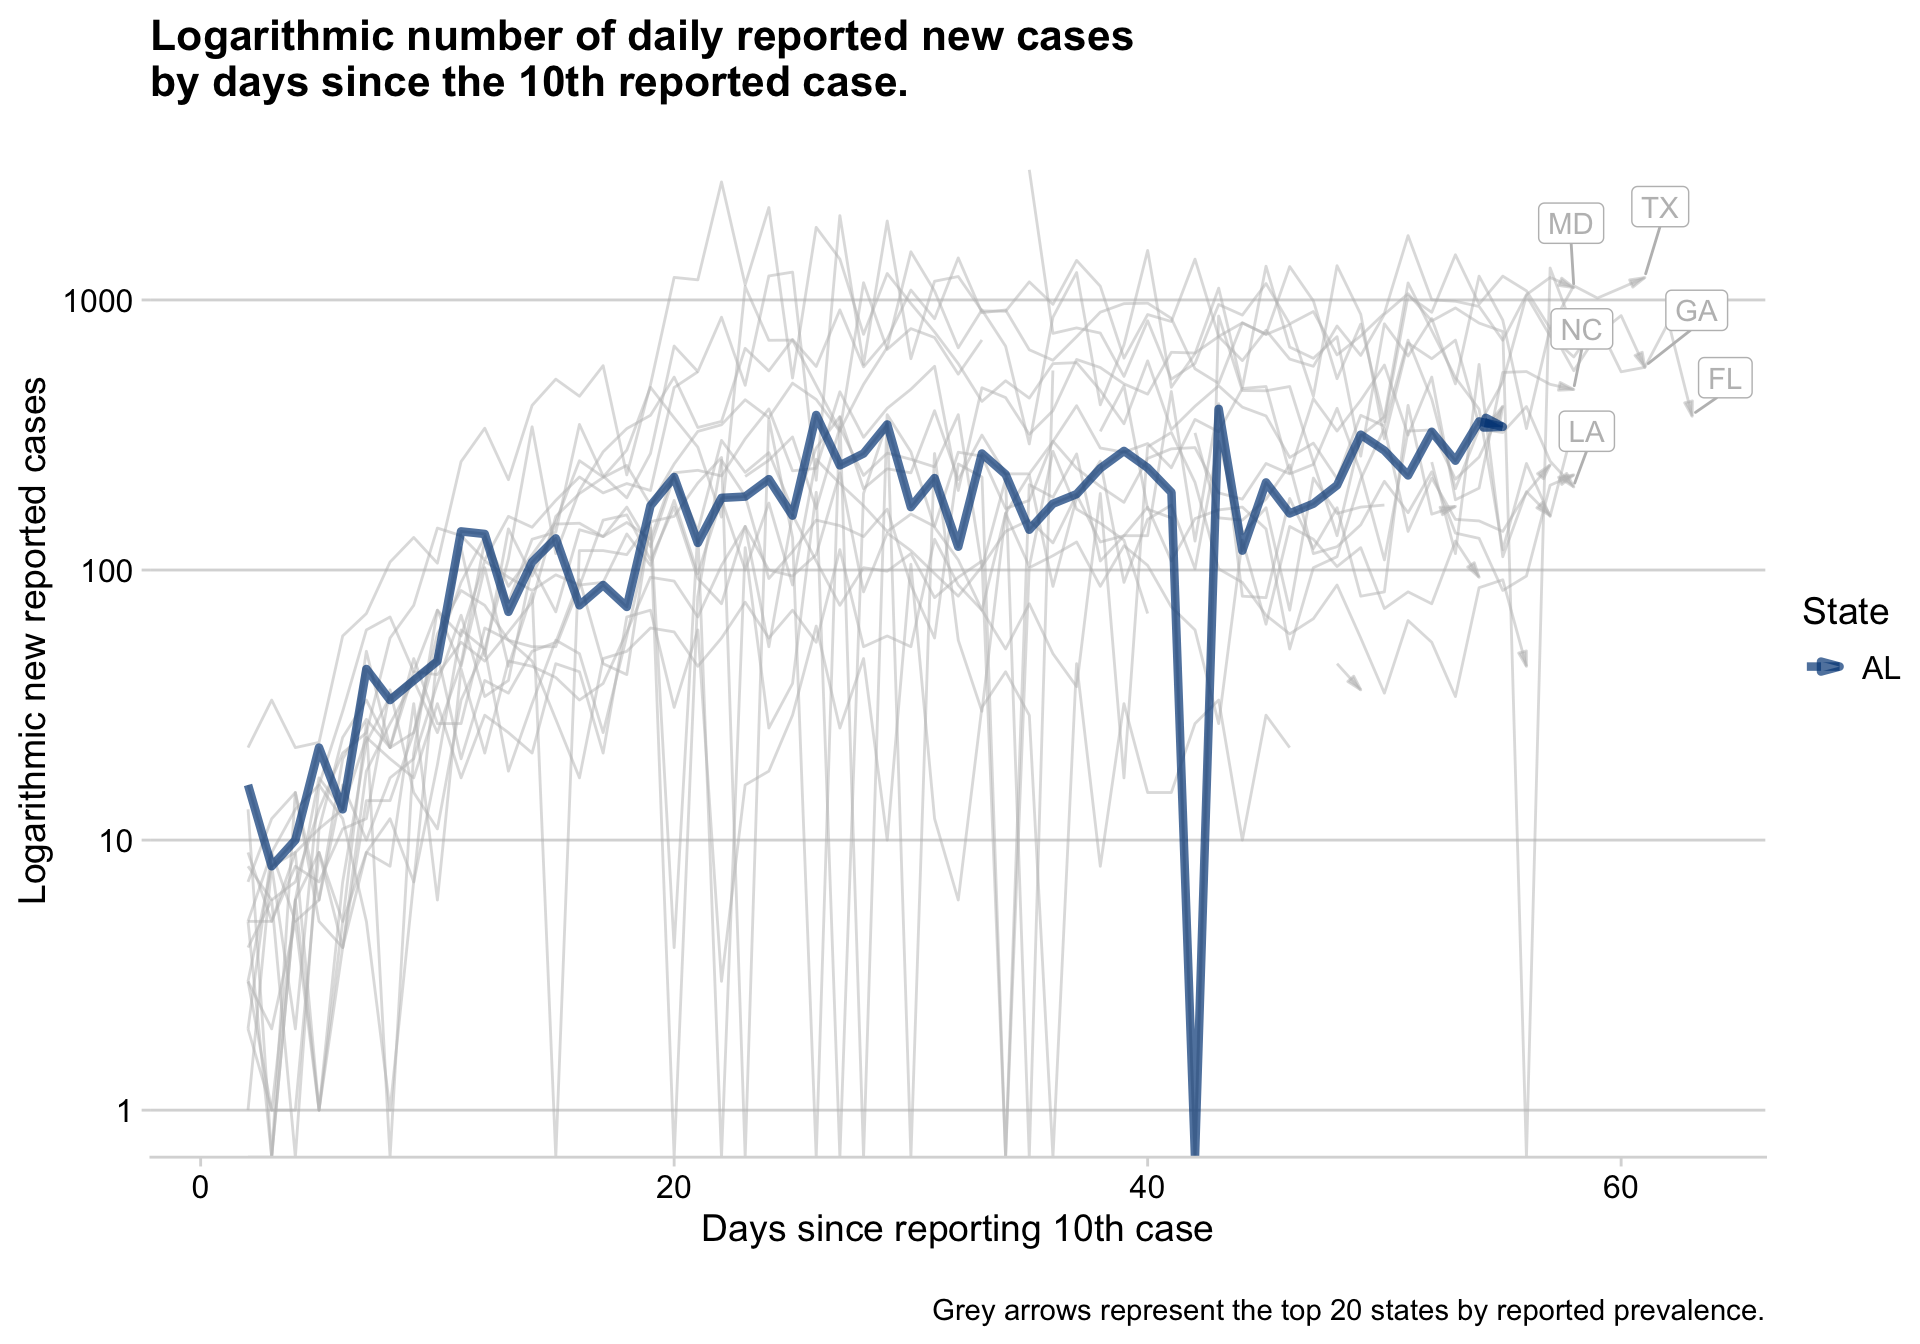 Logarithmic number of daily reported new cases
by days since the 10th reported case.
Logarithmic new reported cases
1000
100
10
1
MD
TX
GA
NC
FL
LA
State
AL
0
20
40
60
Days since reporting 10th case
Grey arrows represent the top 20 states by reported prevalence.